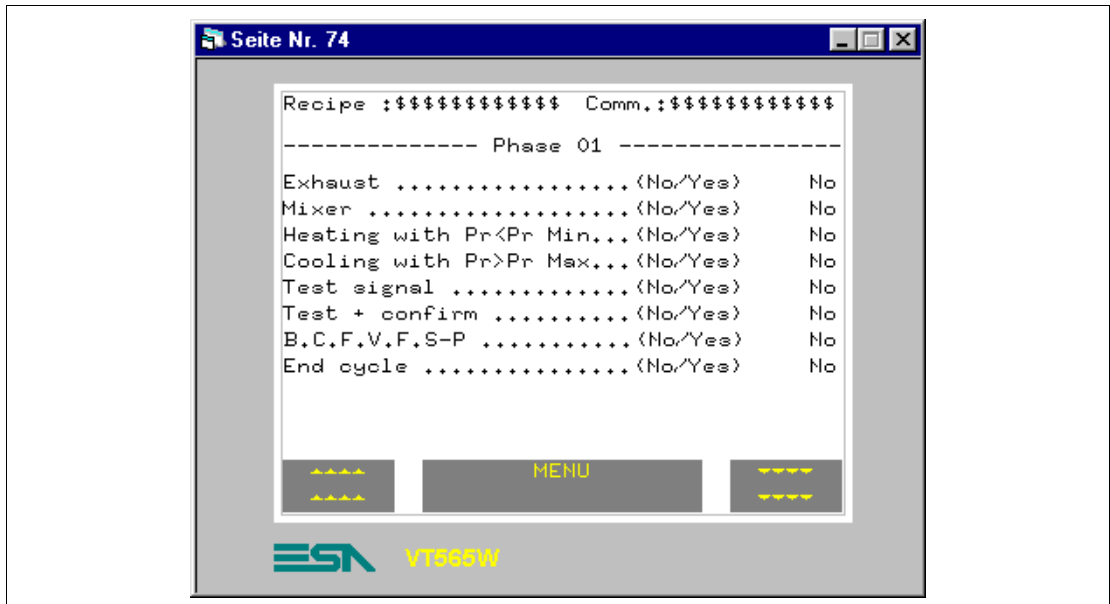 Seite Nr. 74
Recipe :$$$$$$$$$$$$ Comm.:$$$$$$$$$$$$
-------------- Phase 01 ----------------
Exhaust .................(No/Yes) No
Mixer ...................(No/Yes) No
Heating with Pr<Pr Min...(No/Yes) No
Cooling with Pr>Pr Max...(No/Yes) No
Test signal .............(No/Yes) No
Test + confirm ..........(No/Yes) No
B.C.F.V.F.S-P ...........(No/Yes) No
End cycle ...............(No/Yes) No
MENU
ESA VT565W